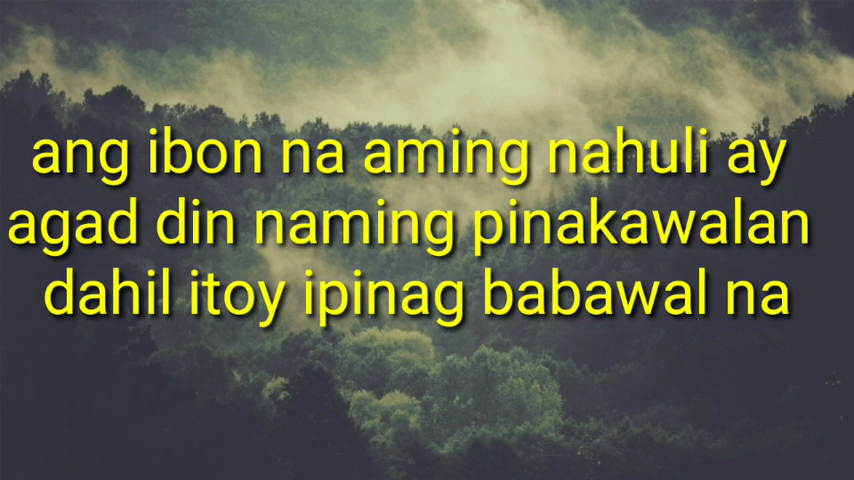 ang ibon na aming nahuli ay
agad din naming pinakawalan
dahil itoy ipinag babawal na